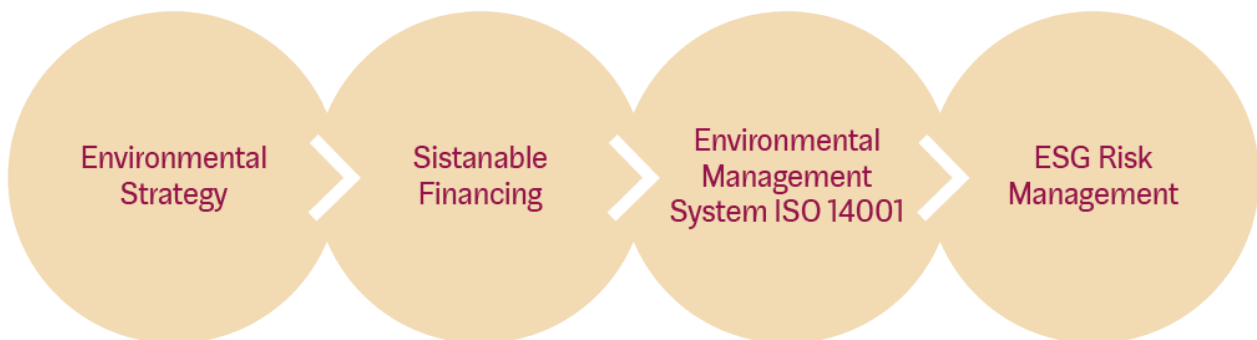 Environmental
Strategy
Sistanable
Financing
Environmental
Management
System ISO 14001
ESG Risk
Management